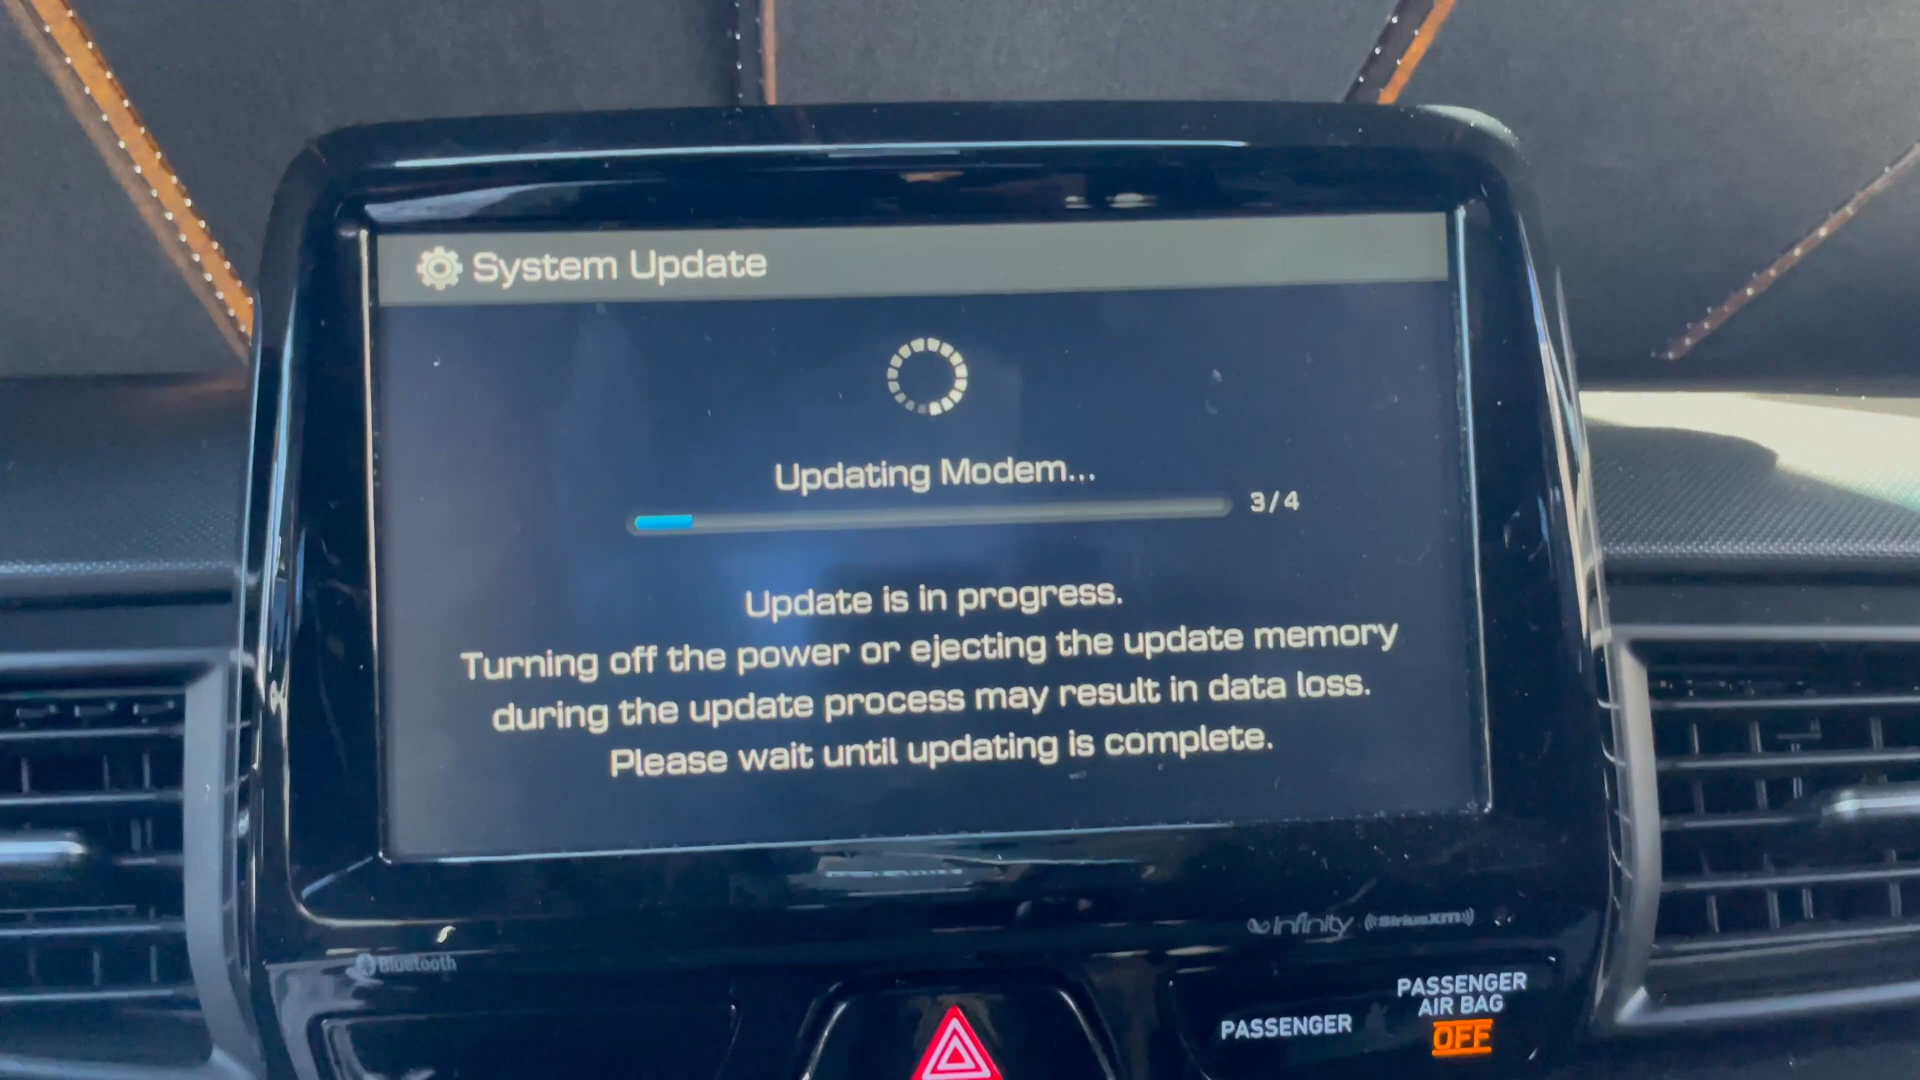 System Update
Updating Modem...
3/4
Update is in progress.
Turning off the power or ejecting the update memory
during the update process may result in data loss.
Please wait until updating is complete.
infinity
SiriusXM
Bluetooth
PASSENGER
PASSENGER
AIR BAG
OFF